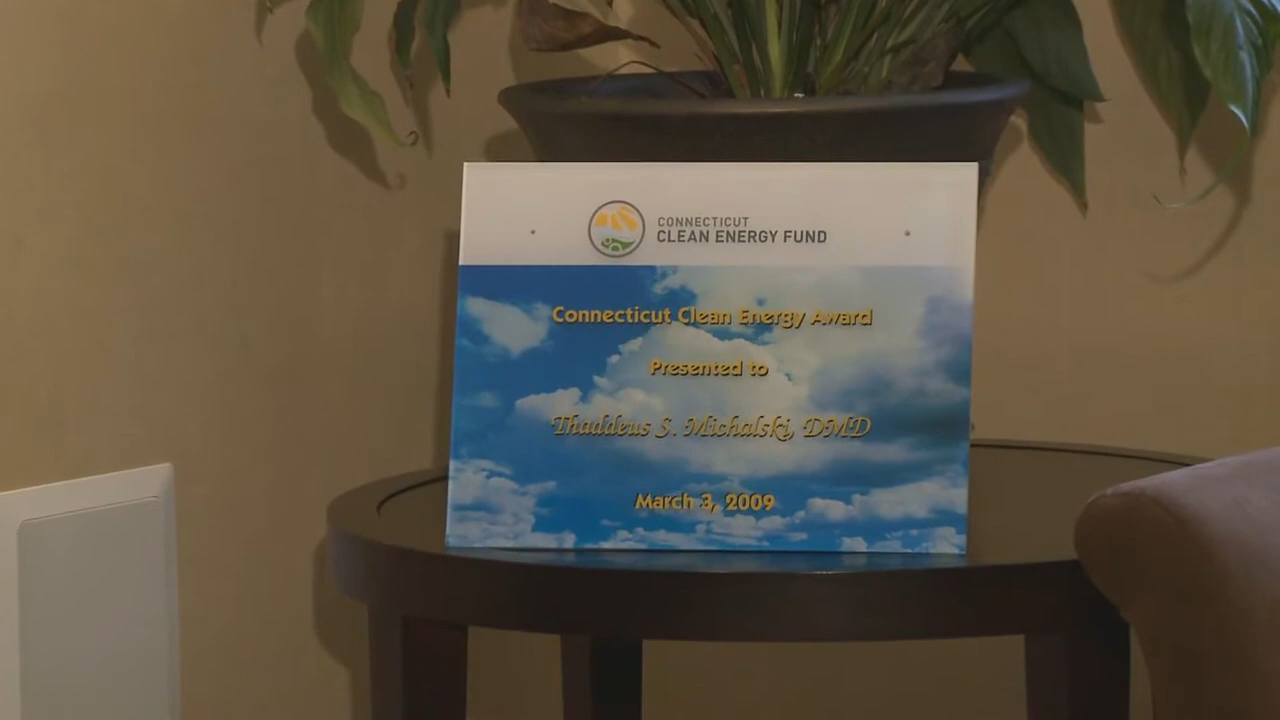 CONNECTICUT
CLEAN ENERGY FUND
Connecticut Clean Energy Award
Presented to
Thaddeus S. Michalski, DMD
March 3, 2009